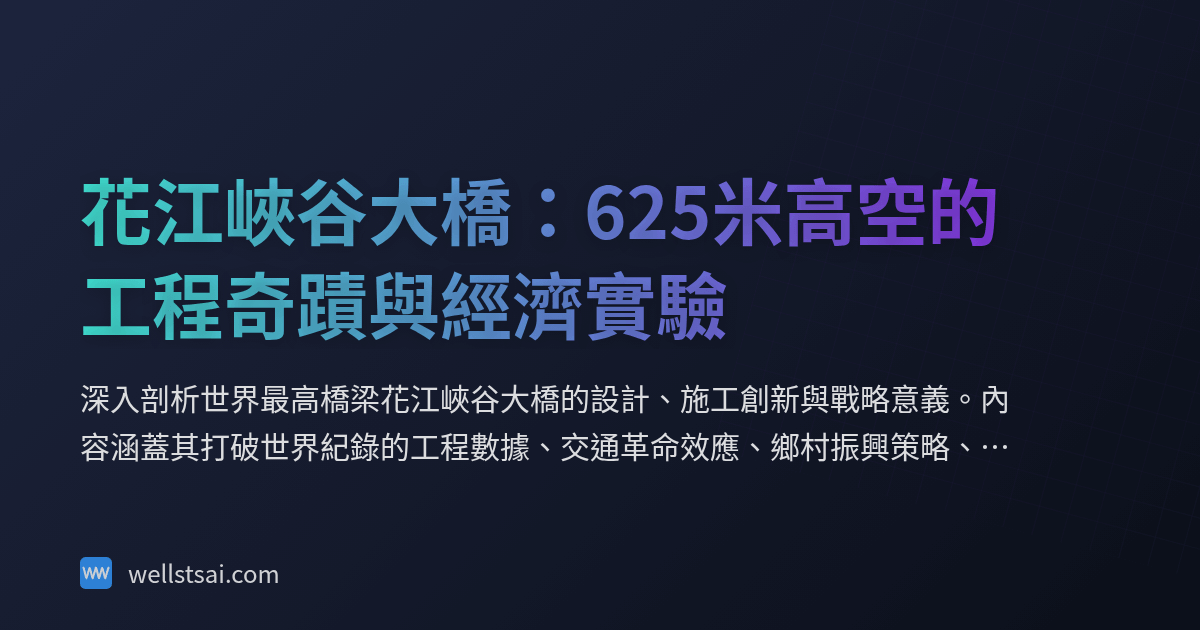 花江峽谷大橋：625米高空的
工程奇蹟與經濟實驗
深入剖析世界最高橋梁花江峽谷大橋的設計、施工創新與戰略意義。內
容涵蓋其打破世界紀錄的工程數據、交通革命效應、鄉村振興策略、…
W wellstsai.com